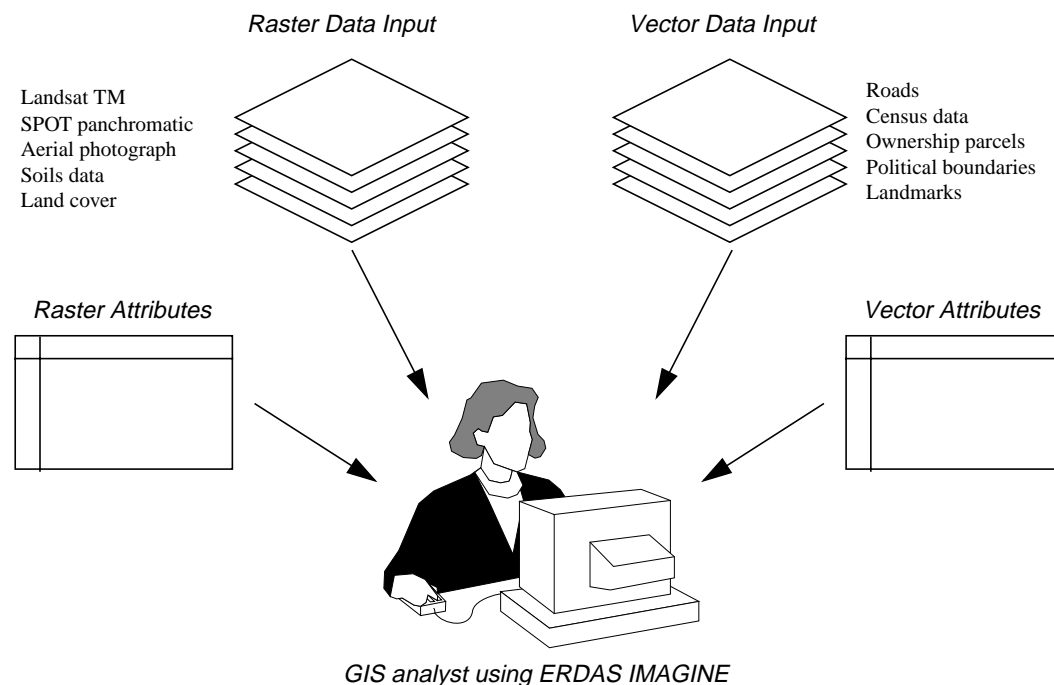 Raster Data Input
Vector Data Input
Landsat TM
SPOT panchromatic
Aerial photograph
Soils data
Land cover
Roads
Census data
Ownership parcels
Political boundaries
Landmarks
Raster Attributes
Vector Attributes
GIS analyst using ERDAS IMAGINE